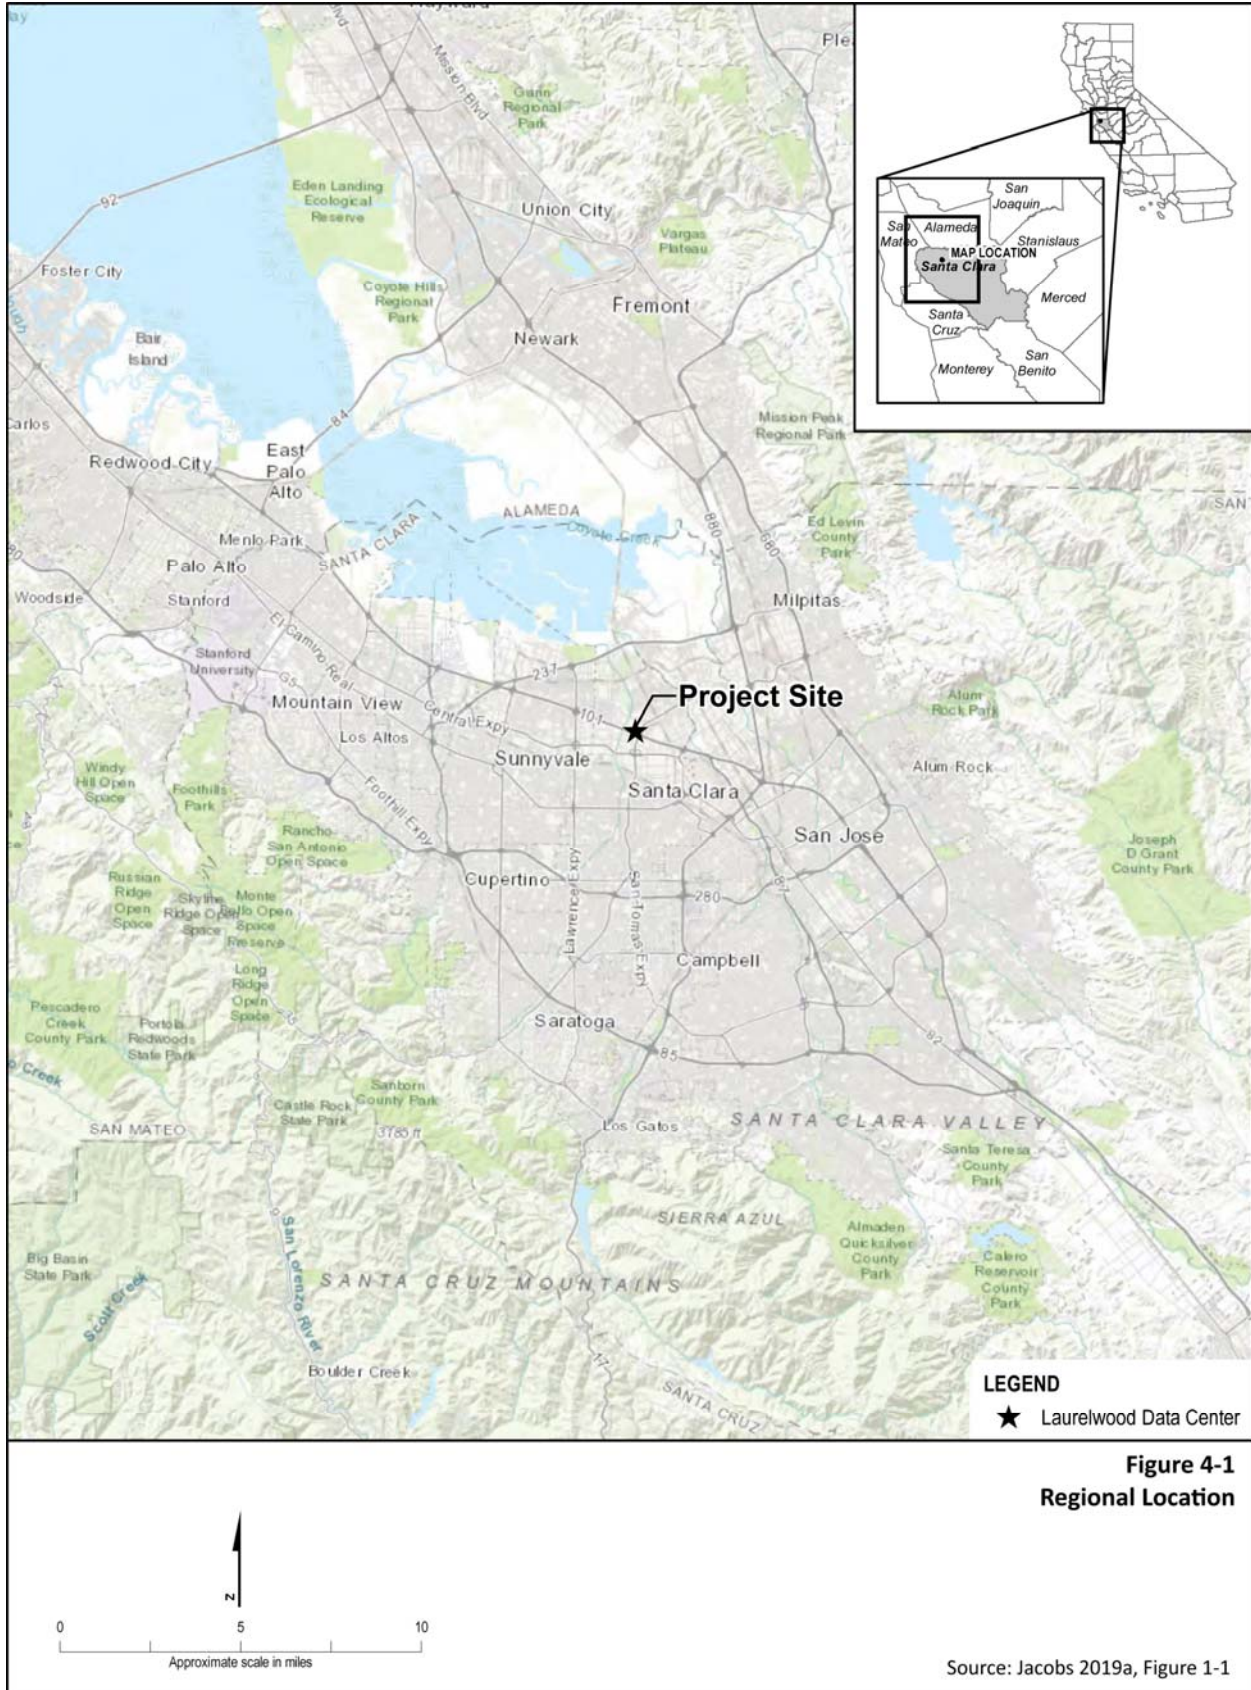 Hayward
Bay
Blvd
Mission Blvd
Ple
Garin
Regional
Park
92
Eden Landing
Ecological
Reserve
Union City
Vargas
Plateau
Foster City
Coyote Hills
Regional
Park
Fremont
Bair
Island
Newark
84
Mission Peak
Regional Park
Carlos
Redwood City
East
Palo
Alto
ALAMEDA
SANTA CLARA
Coyote Creek
880
680
Ed Levin
County
Park
SAN
Menlo Park
Palo Alto
80
Woodside
Stanford
Milpitas
El Camino Real
Stanford
University
G5
237
Project Site
Mountain View
Central Expy
101
Alum
Rock Park
Los Altos
Sunnyvale
Alum Rock
Windy
Hill Open
Space
Foothills
Park
Foothill Expy
Santa Clara
Rancho
San Antonio
Open Space
San Jose
Joseph
D Grant
County Park
Russian
Ridge
Open
Space
Skyline
Ridge Open
Space
Monte
Bello Open
Space
Preserve
Cupertino
Lawrence Expy
San Tomas Expy
280
87
Campbell
Long
Ridge
Open
Space
35
Pescadero
Creek
County Park
Portola
Redwoods
State Park
Saratoga
85
82
Creek
Sanborn
County Park
Castle Rock
State Park
SAN MATEO
Los Gatos
SANTA CLARA VALLEY
Santa Teresa
County
Park
SIERRA AZUL
Almaden
Quicksilver
County
Park
Calero
Reservoir
County
Park
Big Basin
State Park
Scott Creek
San Lorenzo River
9
SANTA CRUZ MOUNTAINS
Boulder Creek
17
SANTA CRUZ
San
Joaquin
San
Mateo
Alameda
Stanislaus
MAP LOCATION
Santa Clara
Merced
Santa
Cruz
Monterey
San
Benito
LEGEND
Laurelwood Data Center
Figure 4-1
Regional Location
N
0 5 10
Approximate scale in miles
Source: Jacobs 2019a, Figure 1-1